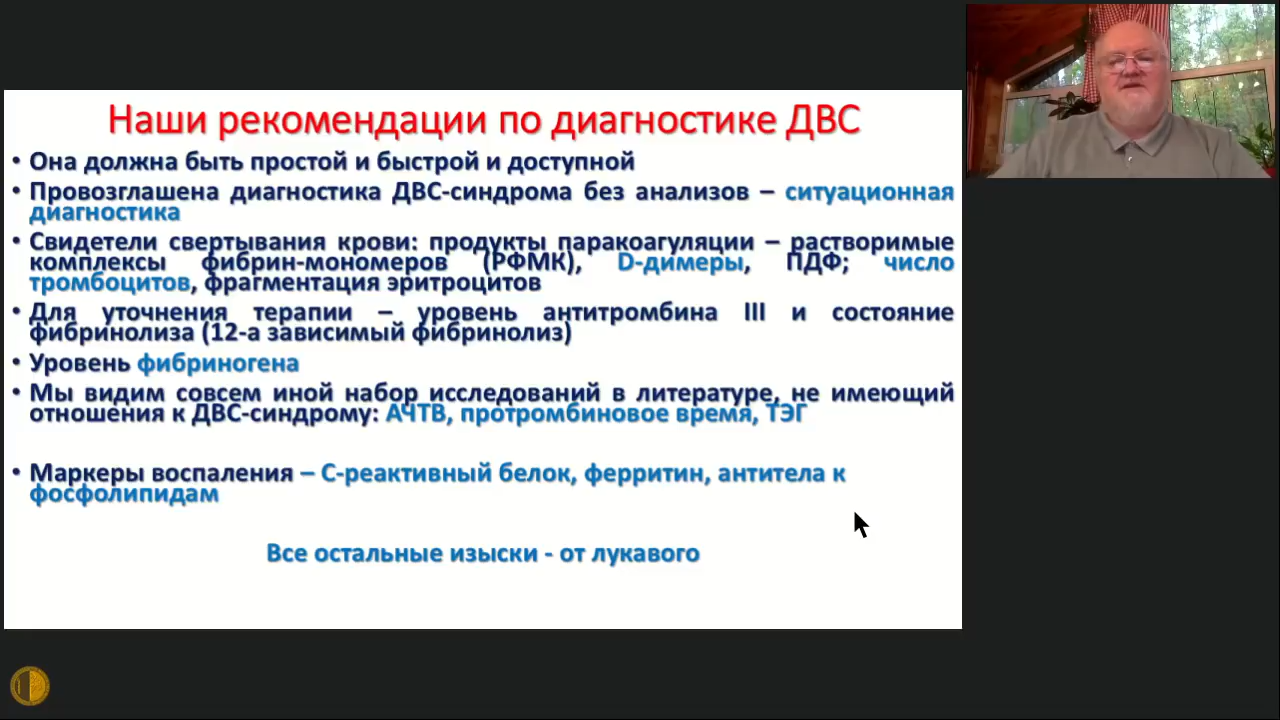 Наши рекомендации по диагностике ДВС
• Она должна быть простой и быстрой и доступной
• Провозглашена диагностика ДВС-синдрома без анализов – ситуационная
диагностика
• Свидетели свертывания крови: продукты паракоагуляции – растворимые
комплексы фибрин-мономеров (РФМК), D-димеры, ПДФ; число
тромбоцитов, фрагментация эритроцитов
• Для уточнения терапии – уровень антитромбина III и состояние
фибринолиза (12-а зависимый фибринолиз)
• Уровень фибриногена
• Мы видим совсем иной набор исследований в литературе, не имеющий
отношения к ДВС-синдрому: АЧТВ, протромбиновое время, ТЭГ
• Маркеры воспаления – С-реактивный белок, ферритин, антитела к
фосфолипидам
Все остальные изыски - от лукавого